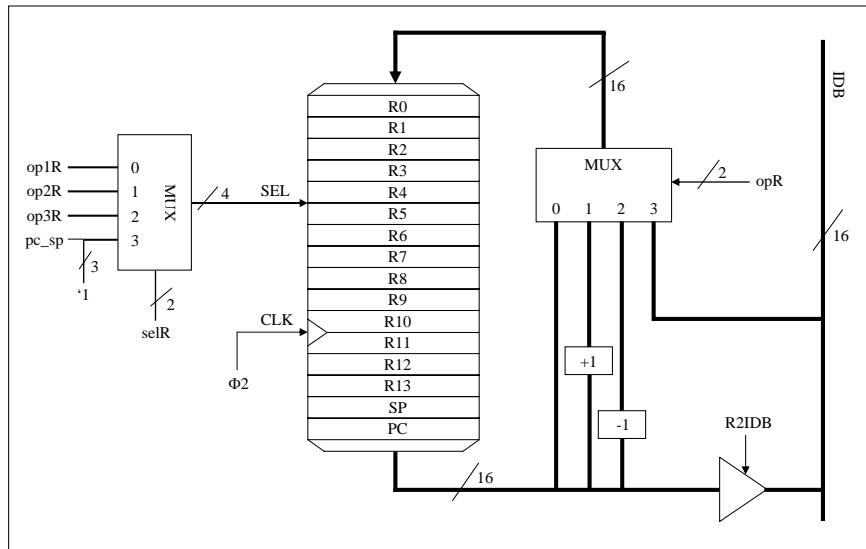 IDB
16
R0
R1
MUX
opR
2
0 1 2 3
R2
R3
R4
R5
R6
R7
R8
R9
R10
R11
R12
R13
SP
PC
op1R
op2R
op3R
pc_sp
0
1
2
3
MUX
4
SEL
3
'1
2
selR
CLK
Φ2
16
+1
-1
16
R2IDB